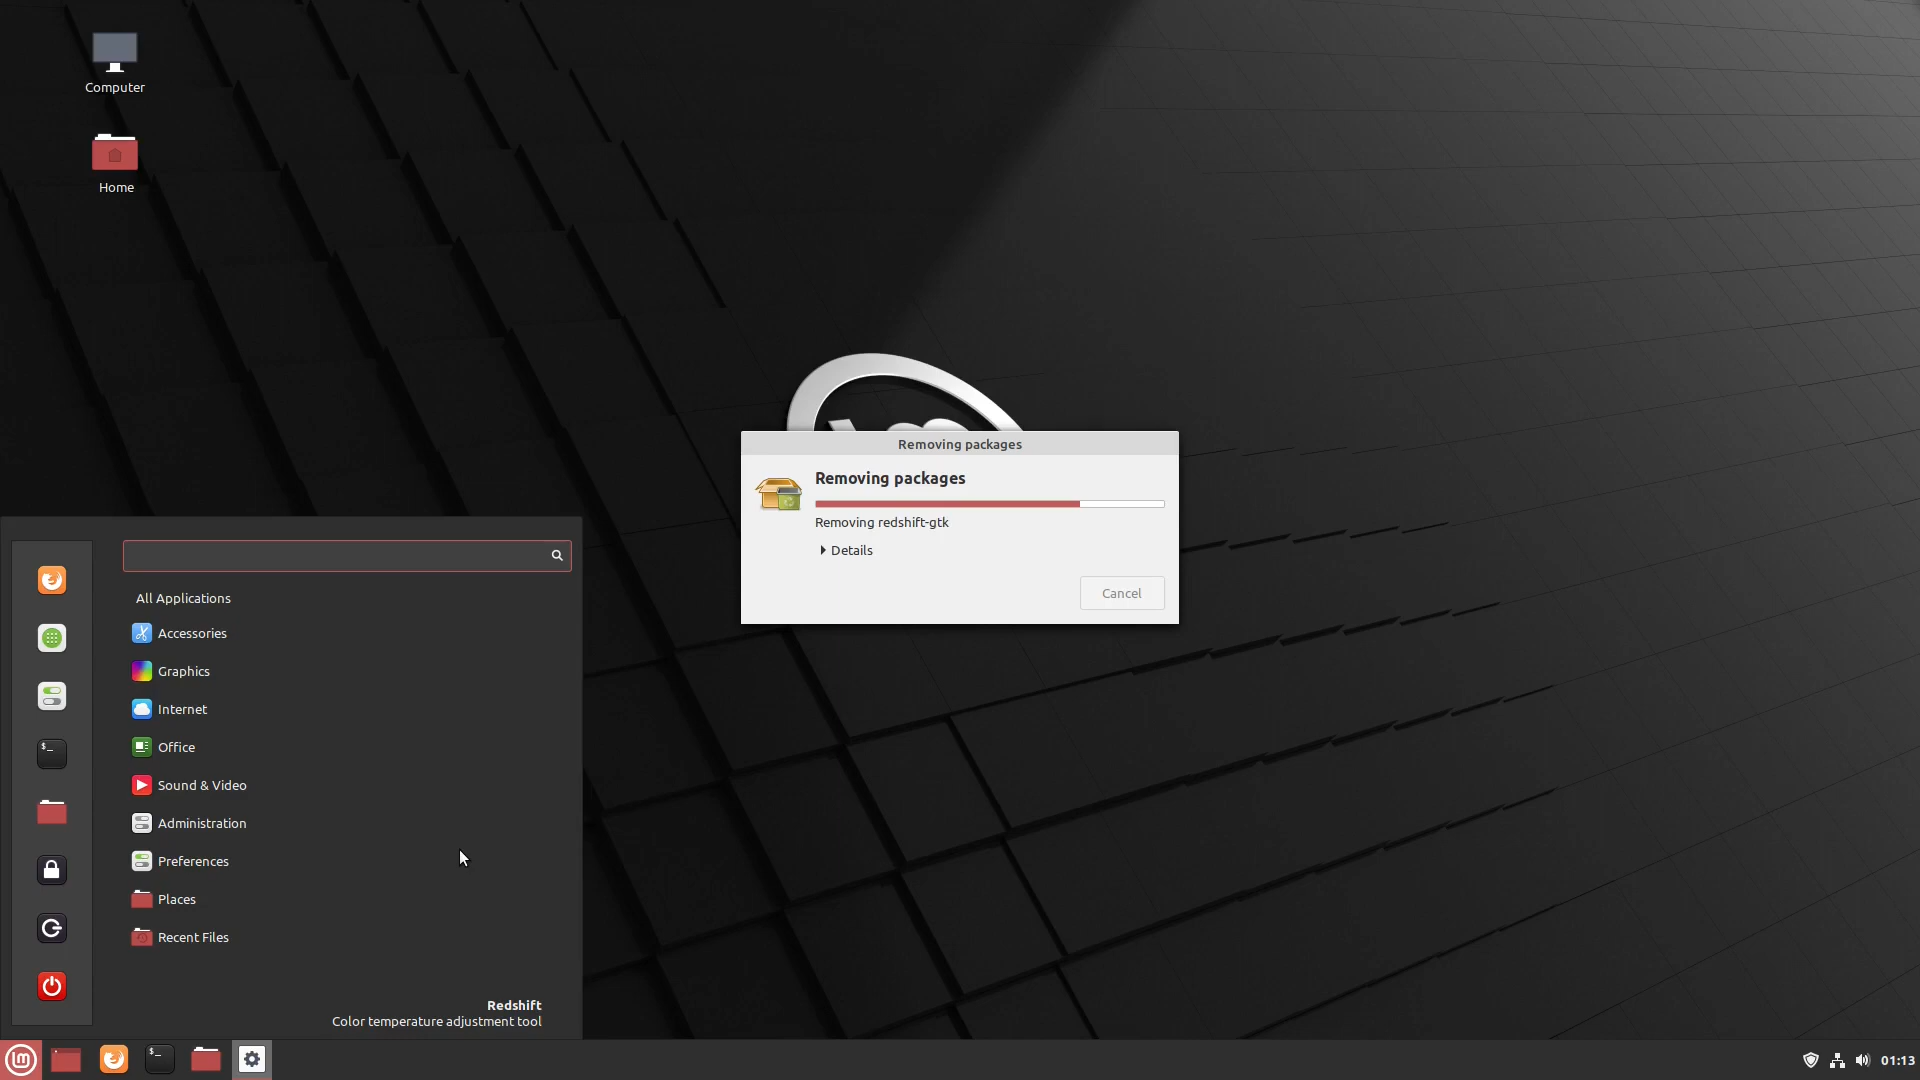 Computer
Home
Removing packages
Removing packages
Removing redshift-gtk
Details
Cancel
All Applications
Accessories
Graphics
Internet
Office
Sound & Video
Administration
Preferences
Places
Recent Files
Redshift
Color temperature adjustment tool
$_
$_
lm
01:13